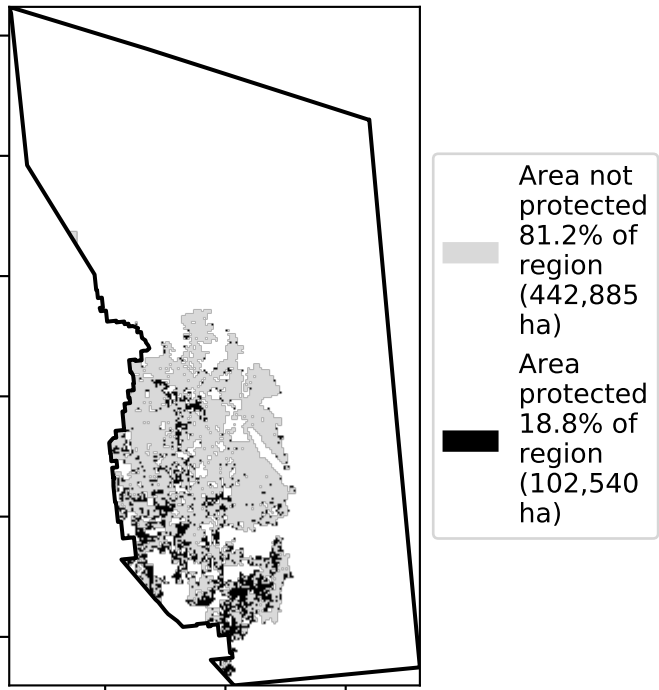 Area not
protected
81.2% of
region
(442,885
ha)
Area
protected
18.8% of
region
(102,540
ha)